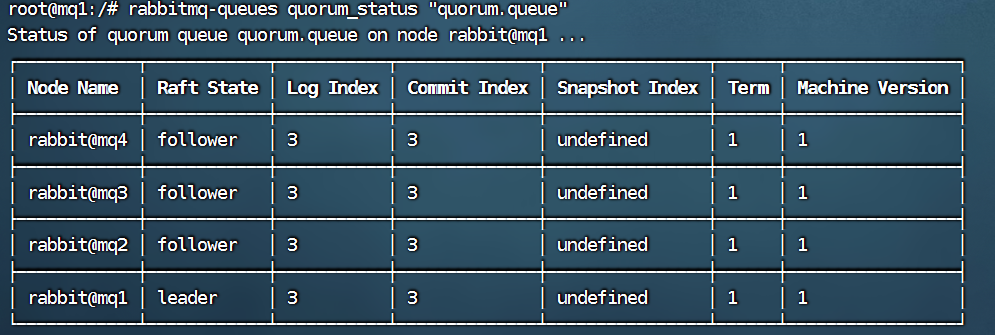 root@mq1:/# rabbitmq-queues quorum_status "quorum.queue"
Status of quorum queue quorum.queue on node rabbit@mq1 ...
Node Name Raft State Log Index Commit Index Snapshot Index Term Machine Version
rabbit@mq4 follower 3 3 undefined 1 1
rabbit@mq3 follower 3 3 undefined 1 1
rabbit@mq2 follower 3 3 undefined 1 1
rabbit@mq1 leader 3 3 undefined 1 1